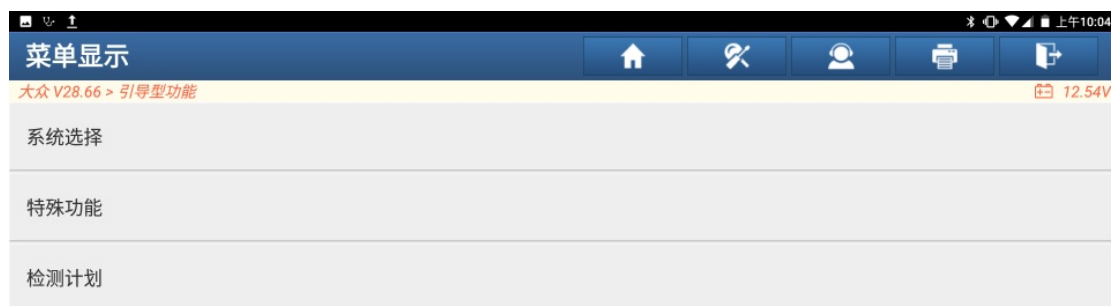 上午10:04
菜单显示
大众 V28.66 > 引导型功能
12.54V
系统选择
特殊功能
检测计划